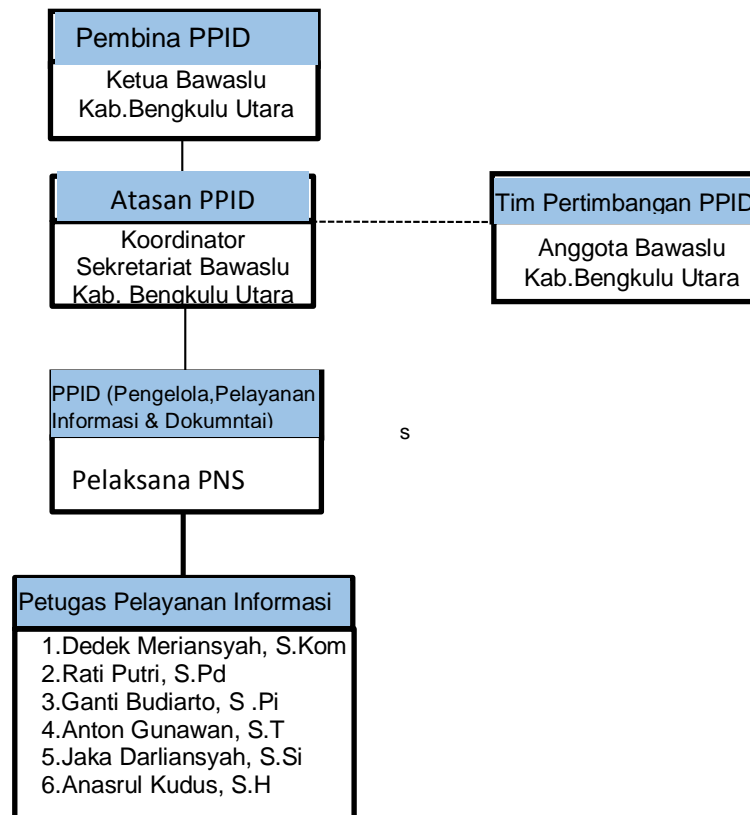 Pembina PPID
Ketua Bawaslu
Kab.Bengkulu Utara
Atasan PPID
Koordinator
Sekretariat Bawaslu
Kab. Bengkulu Utara
Tim Pertimbangan PPID
Anggota Bawaslu
Kab.Bengkulu Utara
PPID (Pengelola,Pelayanan
Informasi & Dokumntai)
s
Pelaksana PNS
Petugas Pelayanan Informasi
1.Dedek Meriansyah, S.Kom
2.Rati Putri, S.Pd
3.Ganti Budiarto, S .Pi
4.Anton Gunawan, S.T
5.Jaka Darliansyah, S.Si
6.Anasrul Kudus, S.H